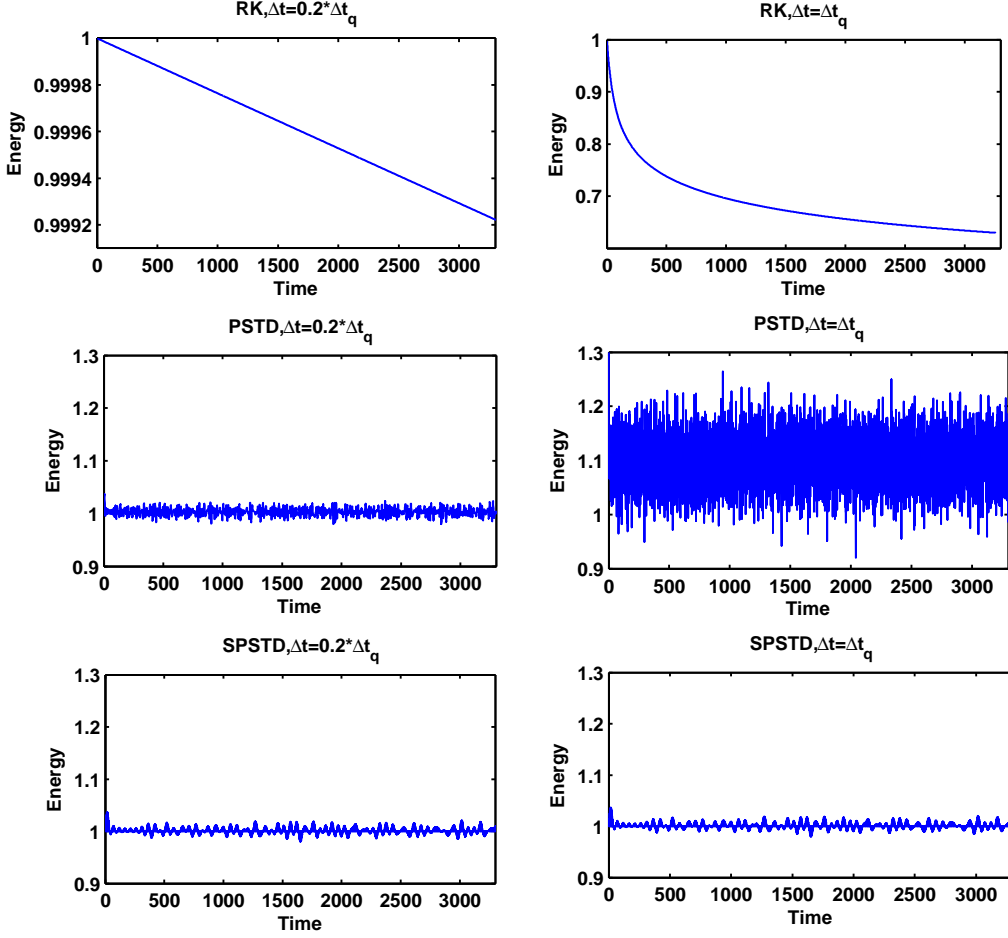 RK,Δt=0.2*Δt_q
1
0.9998
0.9996
0.9994
0.9992
Energy
0 500 1000 1500 2000 2500 3000
Time
RK,Δt=Δt_q
1
0.9
0.8
0.7
Energy
0 500 1000 1500 2000 2500 3000
Time
PSTD,Δt=0.2*Δt_q
1.3
1.2
1.1
1
0.9
Energy
0 500 1000 1500 2000 2500 3000
Time
PSTD,Δt=Δt_q
1.3
1.2
1.1
1
0.9
Energy
0 500 1000 1500 2000 2500 3000
Time
SPSTD,Δt=0.2*Δt_q
1.3
1.2
1.1
1
0.9
Energy
0 500 1000 1500 2000 2500 3000
Time
SPSTD,Δt=Δt_q
1.3
1.2
1.1
1
0.9
Energy
0 500 1000 1500 2000 2500 3000
Time